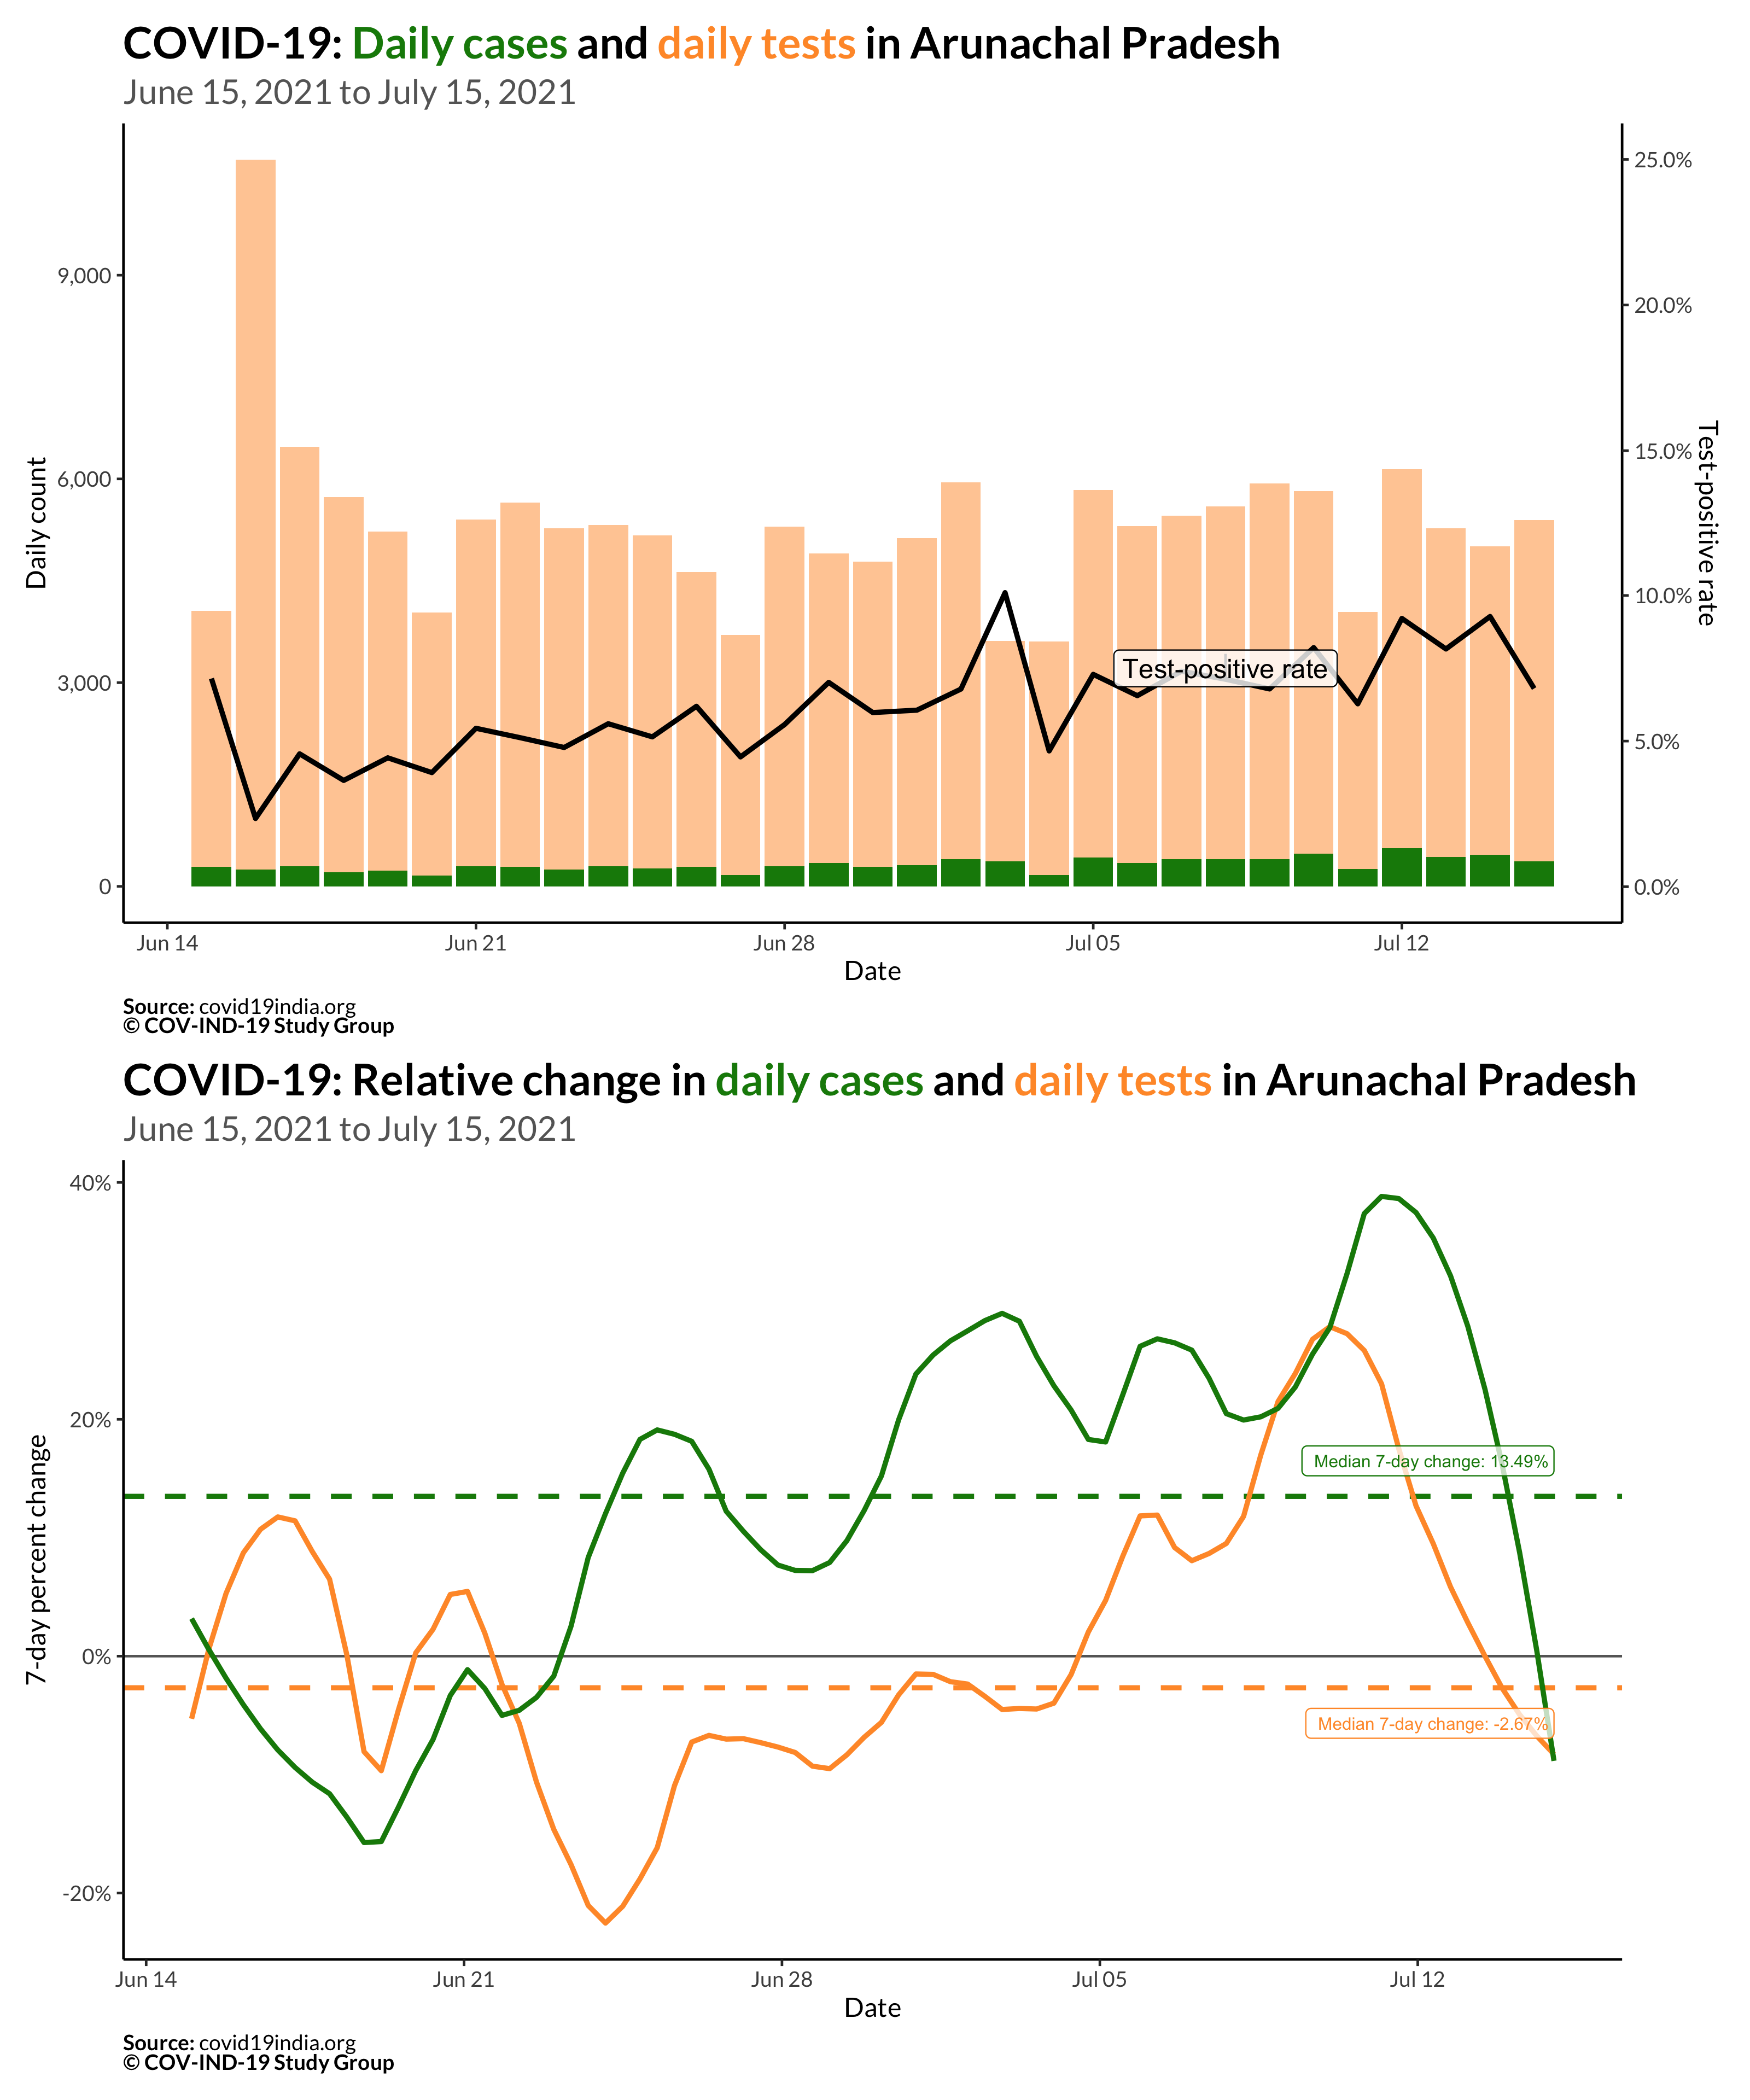 COVID-19: Daily cases and daily tests in Arunachal Pradesh
June 15, 2021 to July 15, 2021
Daily count
9,000
6,000
3,000
0
25.0%
20.0%
15.0%
10.0%
5.0%
0.0%
Test-positive rate
Test-positive rate
Jun 14
Jun 21
Jun 28
Jul 05
Jul 12
Date
Source: covid19india.org
© COV-IND-19 Study Group
COVID-19: Relative change in daily cases and daily tests in Arunachal Pradesh
June 15, 2021 to July 15, 2021
7-day percent change
40%
20%
0%
-20%
Median 7-day change: 13.49%
Median 7-day change: -2.67%
Jun 14
Jun 21
Jun 28
Jul 05
Jul 12
Date
Source: covid19india.org
© COV-IND-19 Study Group